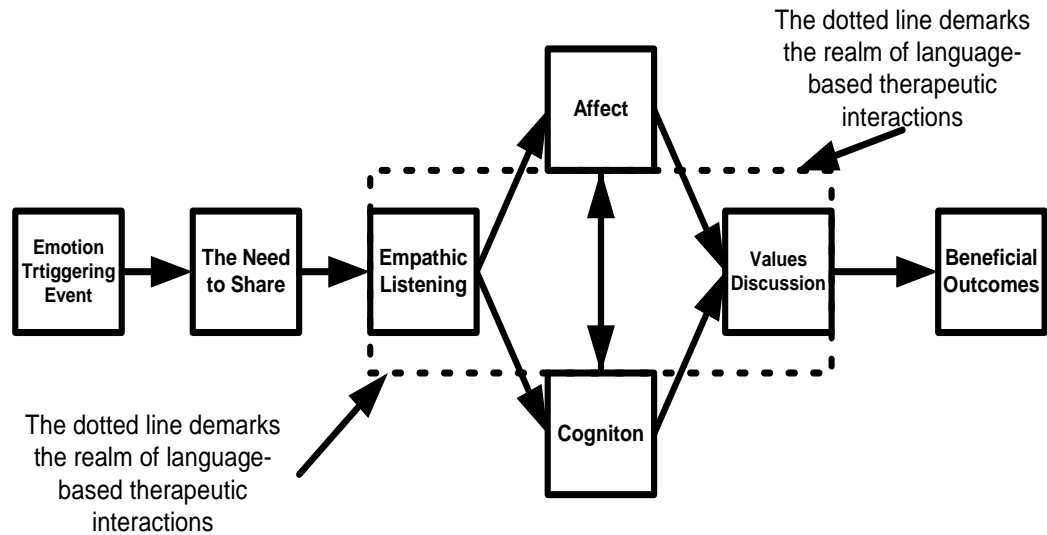 The dotted line demarks
the realm of language-
based therapeutic
interactions
Affect
Emotion
Trtiggering
Event
The Need
to Share
Empathic
Listening
Values
Discussion
Beneficial
Outcomes
Cogniton
The dotted line demarks
the realm of language-
based therapeutic
interactions